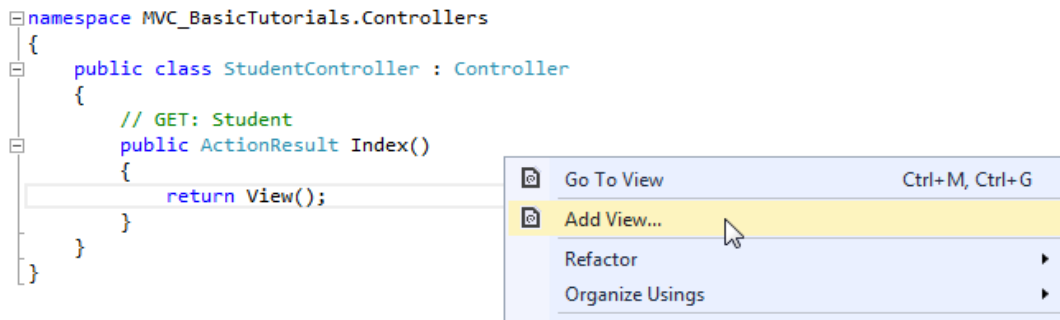 namespace MVC_BasicTutorials.Controllers
{
public class StudentController : Controller
{
// GET: Student
public ActionResult Index()
{
return View();
}
}
}
Go To View Ctrl+M, Ctrl+G
Add View...
Refactor
Organize Usings